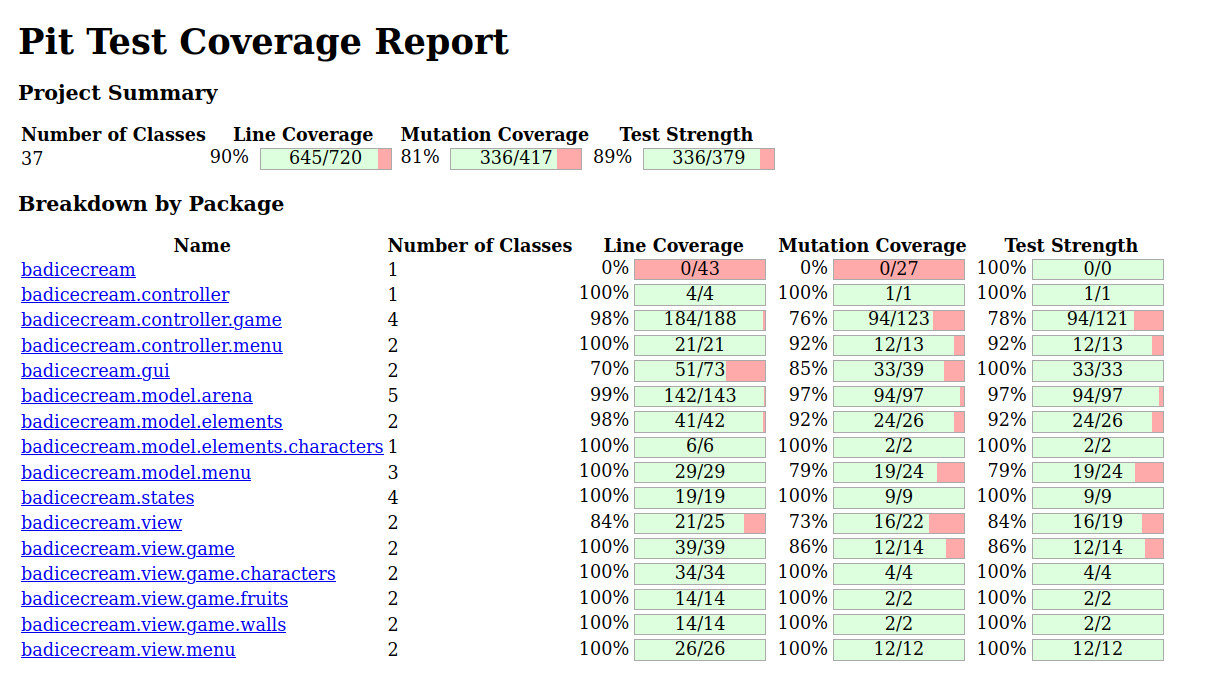 Pit Test Coverage Report
Project Summary
Number of Classes Line Coverage Mutation Coverage Test Strength
37 90% 645/720 81% 336/417 89% 336/379
Breakdown by Package
Name Number of Classes Line Coverage Mutation Coverage Test Strength
badicecream 1 0% 0/43 0% 0/27 100% 0/0
badicecream.controller 1 100% 4/4 100% 1/1 100% 1/1
badicecream.controller.game 4 98% 184/188 76% 94/123 78% 94/121
badicecream.controller.menu 2 100% 21/21 92% 12/13 92% 12/13
badicecream.gui 2 70% 51/73 85% 33/39 100% 33/33
badicecream.model.arena 5 99% 142/143 97% 94/97 97% 94/97
badicecream.model.elements 2 98% 41/42 92% 24/26 92% 24/26
badicecream.model.elements.characters 1 100% 6/6 100% 2/2 100% 2/2
badicecream.model.menu 3 100% 29/29 79% 19/24 79% 19/24
badicecream.states 4 100% 19/19 100% 9/9 100% 9/9
badicecream.view 2 84% 21/25 73% 16/22 84% 16/19
badicecream.view.game 2 100% 39/39 86% 12/14 86% 12/14
badicecream.view.game.characters 2 100% 34/34 100% 4/4 100% 4/4
badicecream.view.game.fruits 2 100% 14/14 100% 2/2 100% 2/2
badicecream.view.game.walls 2 100% 14/14 100% 2/2 100% 2/2
badicecream.view.menu 2 100% 26/26 100% 12/12 100% 12/12